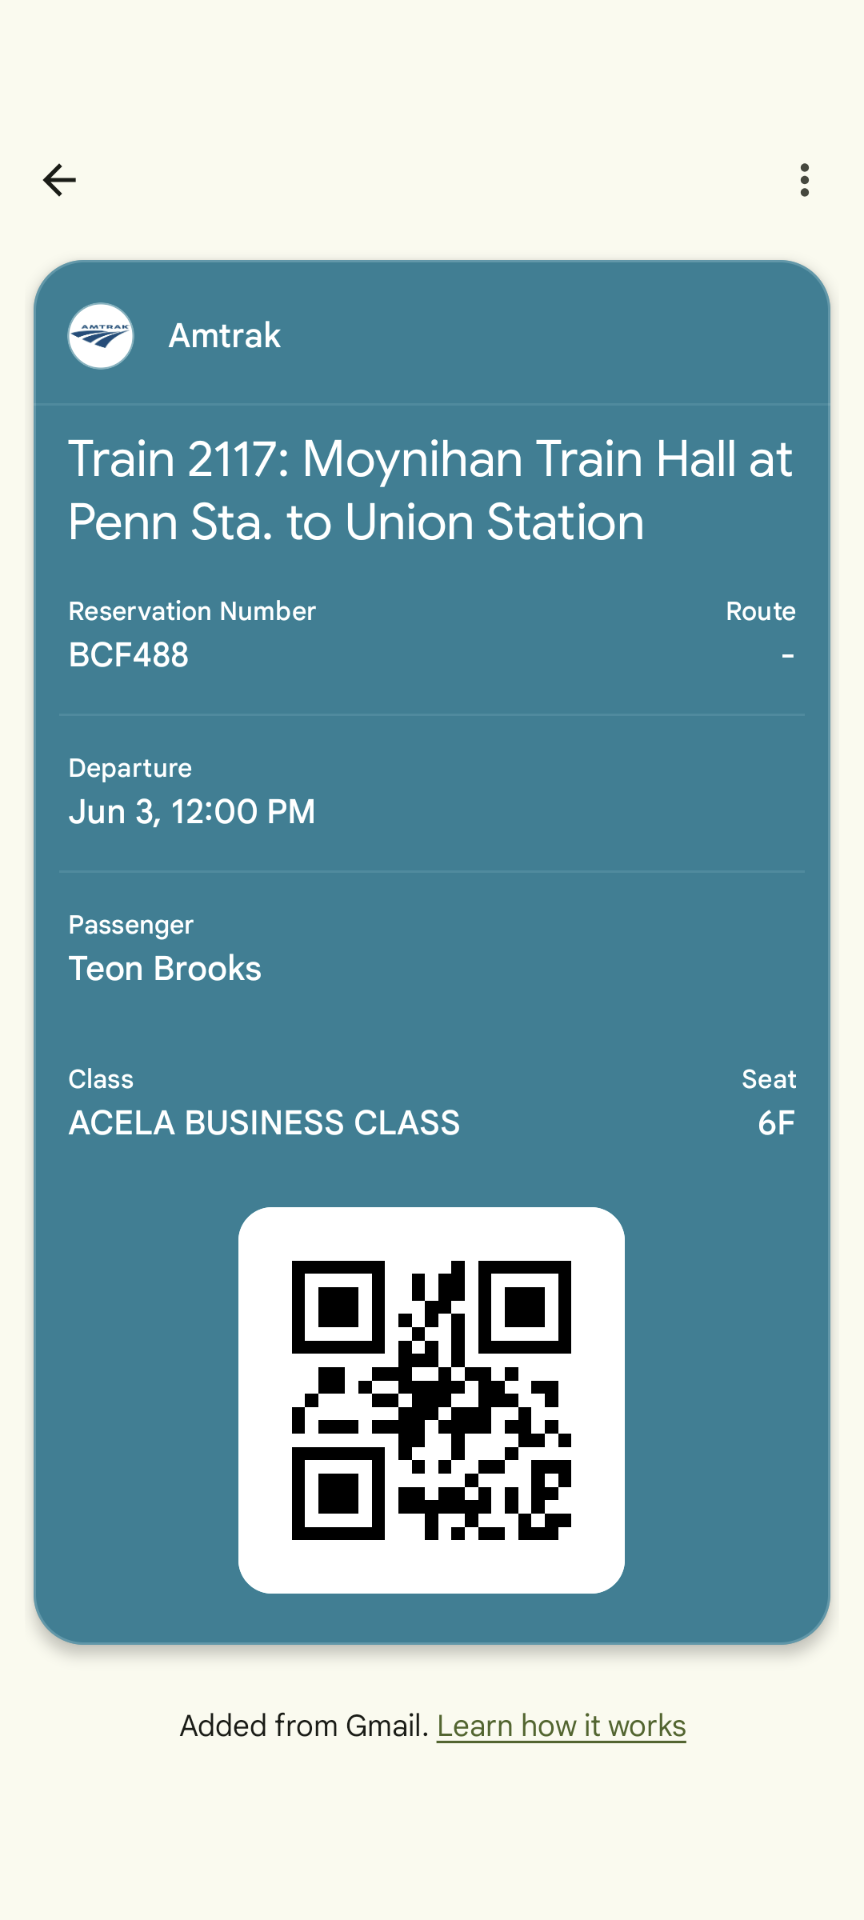 AMTRAK
Amtrak
Train 2117: Moynihan Train Hall at
Penn Sta. to Union Station
Reservation Number
Route
BCF488
-
Departure
Jun 3, 12:00 PM
Passenger
Teon Brooks
Class
Seat
ACELA BUSINESS CLASS
6F
Added from Gmail. Learn how it works